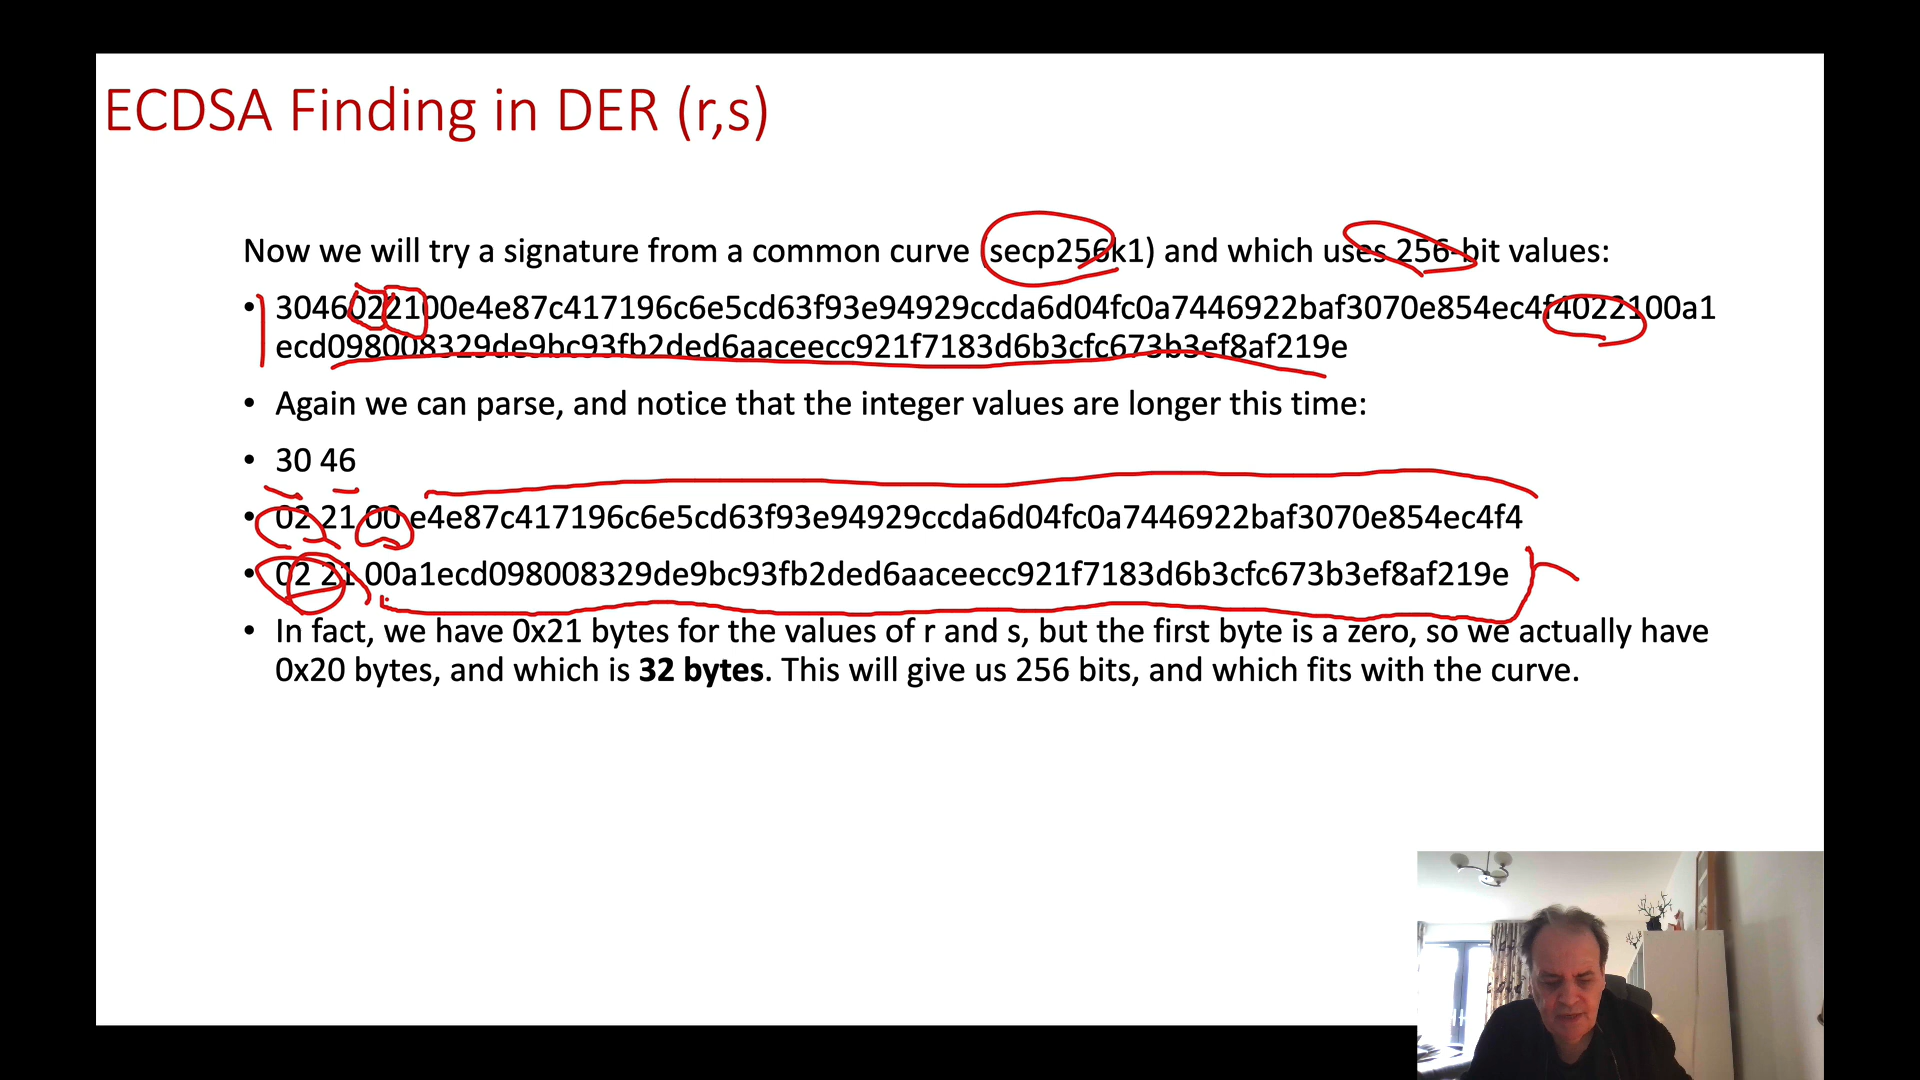 ECDSA Finding in DER (r,s)
Now we will try a signature from a common curve (secp256k1) and which uses 256-bit values:
• 3046022100e4e87c417196c6e5cd63f93e94929ccda6d04fc0a7446922baf3070e854ec4f4022100a1
ecd098008329de9bc93fb2ded6aaceecc921f7183d6b3cfc673b3ef8af219e
• Again we can parse, and notice that the integer values are longer this time:
• 30 46
• 02 21 00 e4e87c417196c6e5cd63f93e94929ccda6d04fc0a7446922baf3070e854ec4f4
• 02 21 00a1ecd098008329de9bc93fb2ded6aaceecc921f7183d6b3cfc673b3ef8af219e
• In fact, we have 0x21 bytes for the values of r and s, but the first byte is a zero, so we actually have
0x20 bytes, and which is 32 bytes. This will give us 256 bits, and which fits with the curve.